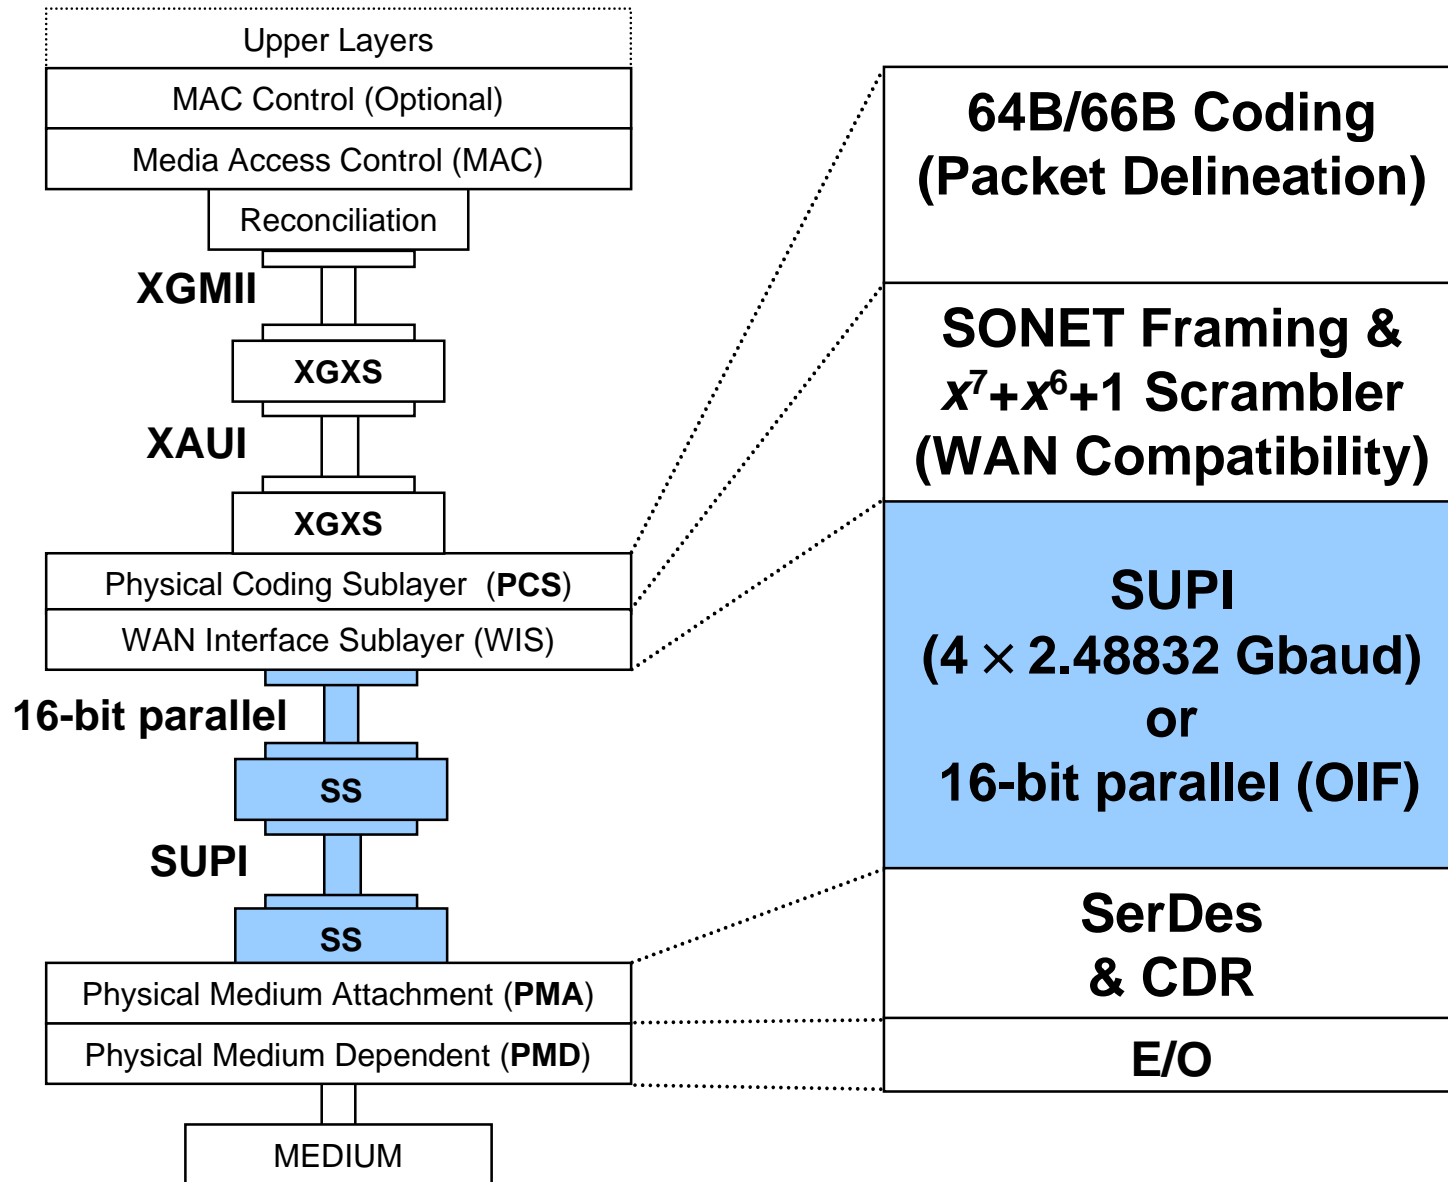 Upper Layers
MAC Control (Optional)
Media Access Control (MAC)
Reconciliation
XGMII
XGXS
XAUI
XGXS
Physical Coding Sublayer (PCS)
WAN Interface Sublayer (WIS)
16-bit parallel
SS
SUPI
SS
Physical Medium Attachment (PMA)
Physical Medium Dependent (PMD)
MEDIUM
64B/66B Coding
(Packet Delineation)
SONET Framing &
x⁷+x⁶+1 Scrambler
(WAN Compatibility)
SUPI
(4 × 2.48832 Gbaud)
or
16-bit parallel (OIF)
SerDes
& CDR
E/O